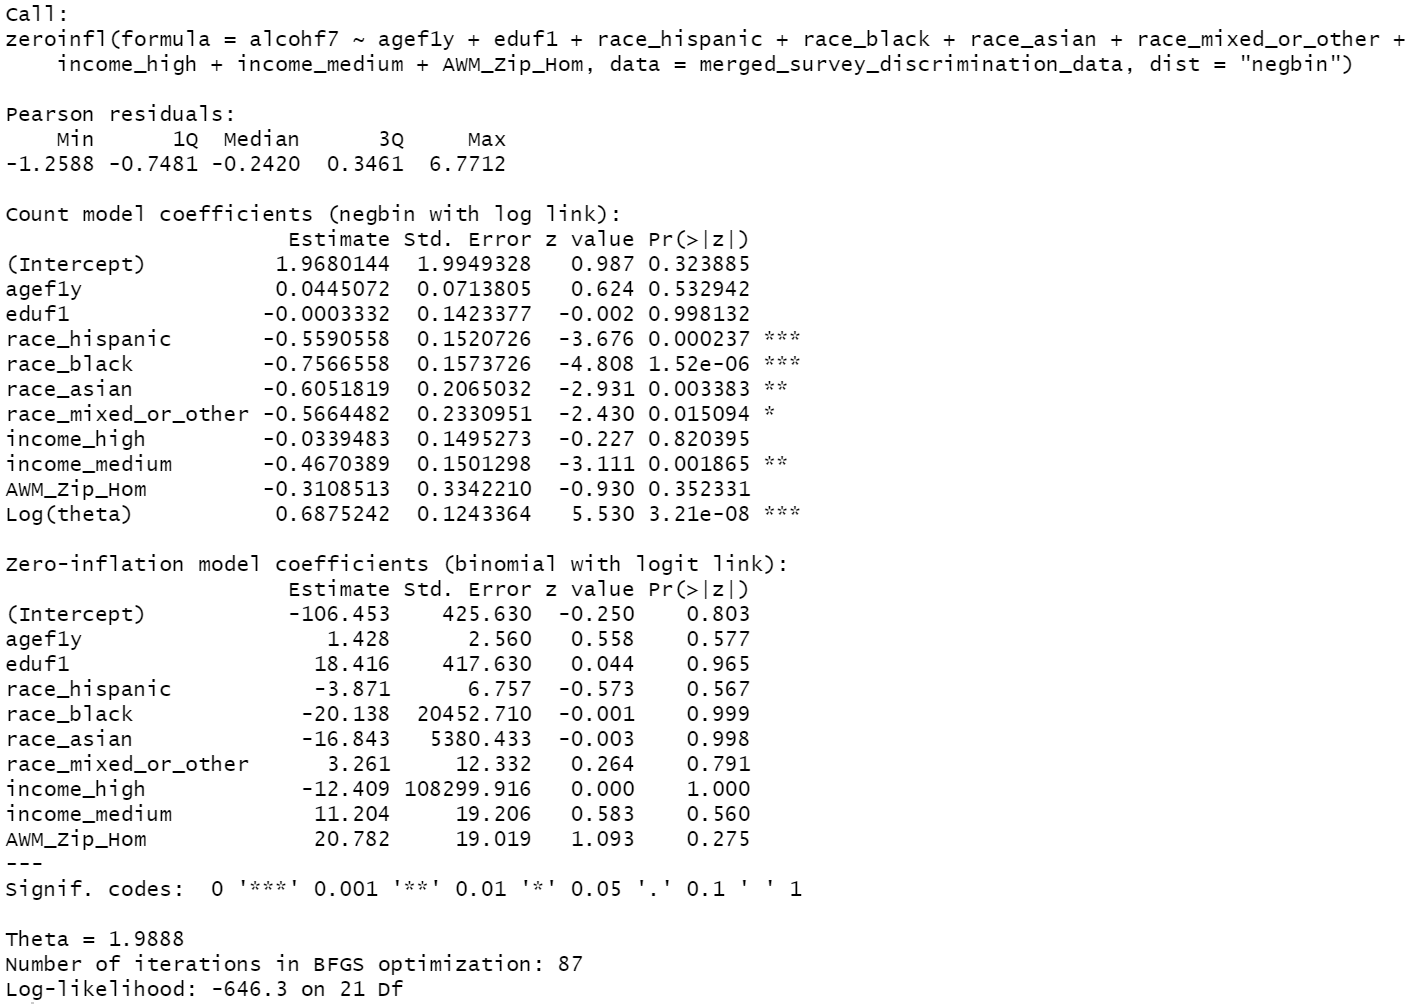 Call:
zeroinfl(formula = alcohf7 ~ agef1y + eduf1 + race_hispanic + race_black + race_asian + race_mixed_or_other +
    income_high + income_medium + AWM_Zip_Hom, data = merged_survey_discrimination_data, dist = "negbin")

Pearson residuals:
    Min      1Q  Median      3Q     Max
-1.2588 -0.7481 -0.2420  0.3461  6.7712

Count model coefficients (negbin with log link):
                      Estimate Std. Error z value Pr(>|z|)
(Intercept)          1.9680144  1.9949328   0.987 0.323885
agef1y               0.0445072  0.0713805   0.624 0.532942
eduf1               -0.0003332  0.1423377  -0.002 0.998132
race_hispanic       -0.5590558  0.1520726  -3.676 0.000237 ***
race_black          -0.7566558  0.1573726  -4.808 1.52e-06 ***
race_asian          -0.6051819  0.2065032  -2.931 0.003383 **
race_mixed_or_other -0.5664482  0.2330951  -2.430 0.015094 *
income_high         -0.0339483  0.1495273  -0.227 0.820395
income_medium       -0.4670389  0.1501298  -3.111 0.001865 **
AWM_Zip_Hom         -0.3108513  0.3342210  -0.930 0.352331
Log(theta)           0.6875242  0.1243364   5.530 3.21e-08 ***

Zero-inflation model coefficients (binomial with logit link):
                      Estimate Std. Error z value Pr(>|z|)
(Intercept)           -106.453    425.630  -0.250    0.803
agef1y                   1.428      2.560   0.558    0.577
eduf1                   18.416    417.630   0.044    0.965
race_hispanic           -3.871      6.757  -0.573    0.567
race_black             -20.138  20452.710  -0.001    0.999
race_asian             -16.843   5380.433  -0.003    0.998
race_mixed_or_other      3.261     12.332   0.264    0.791
income_high            -12.409 108299.916   0.000    1.000
income_medium           11.204     19.206   0.583    0.560
AWM_Zip_Hom             20.782     19.019   1.093    0.275
---
Signif. codes:  0 '***' 0.001 '**' 0.01 '*' 0.05 '.' 0.1 ' ' 1

Theta = 1.9888
Number of iterations in BFGS optimization: 87
Log-likelihood: -646.3 on 21 Df